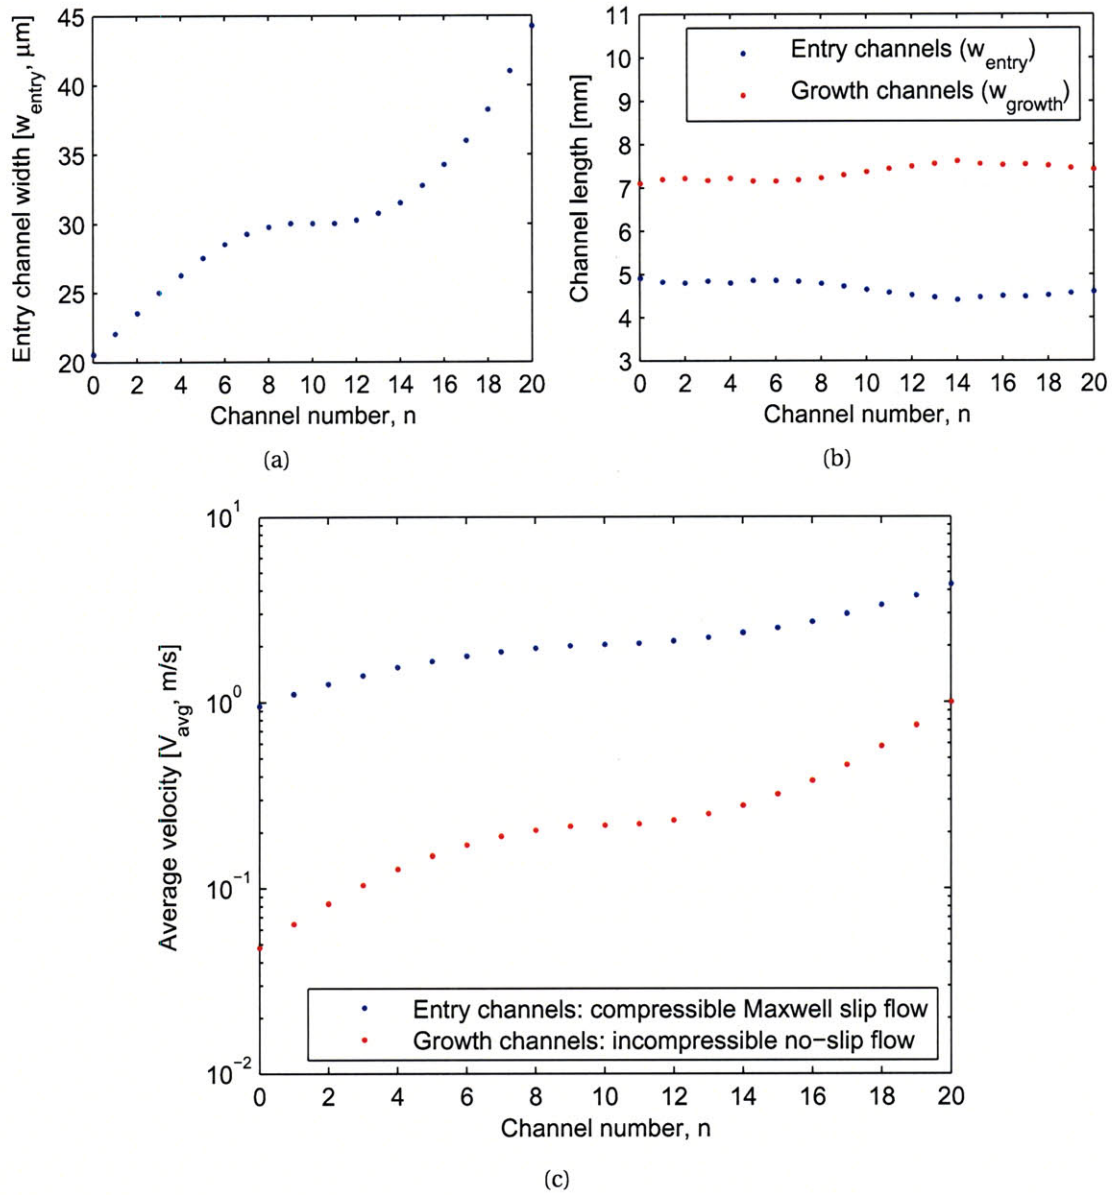 45
40
35
30
25
20
0 2 4 6 8 10 12 14 16 18 20
Entry channel width [w_entry, μm]
Channel number, n
(a)
11
10
9
8
7
6
5
4
3
0 2 4 6 8 10 12 14 16 18 20
Channel length [mm]
Entry channels (w_entry)
Growth channels (w_growth)
Channel number, n
(b)
10^1
10^0
10^-1
10^-2
0 2 4 6 8 10 12 14 16 18 20
Average velocity [V_avg, m/s]
Entry channels: compressible Maxwell slip flow
Growth channels: incompressible no-slip flow
Channel number, n
(c)